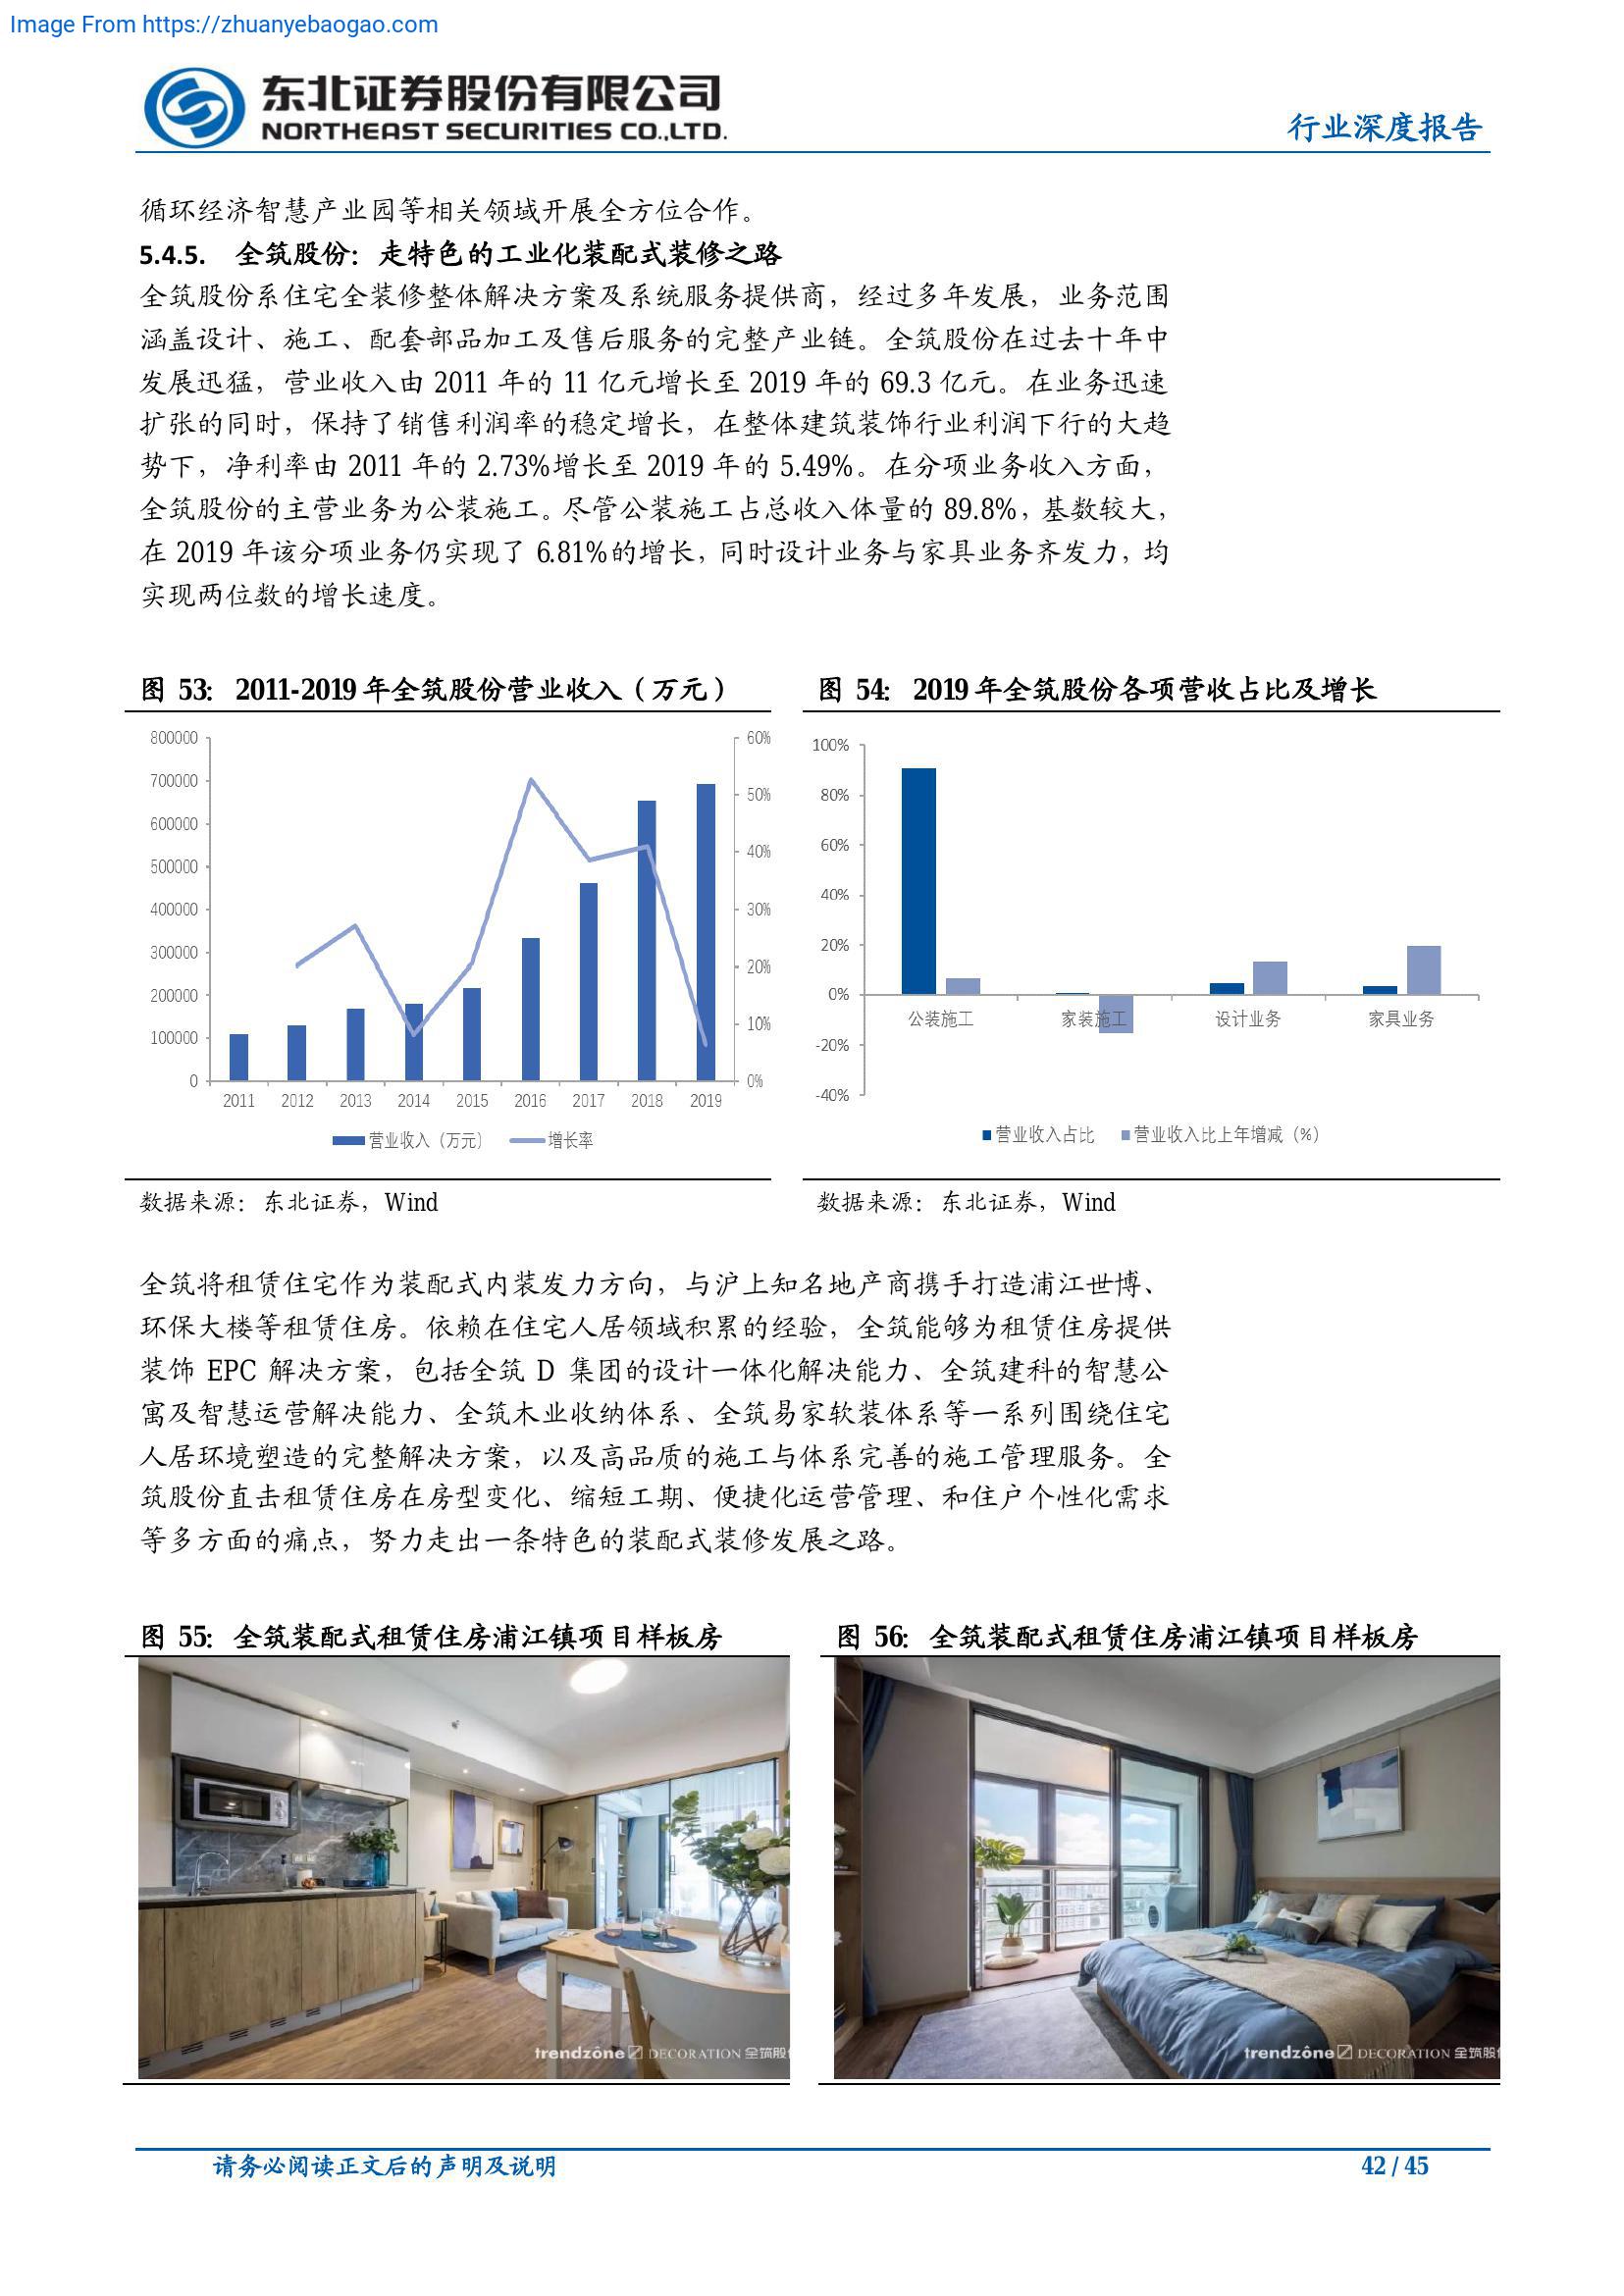 Image From https://zhuanyebaogao.com
东北证券股份有限公司
NORTHEAST SECURITIES CO.,LTD.
行业深度报告
循环经济智慧产业园等相关领域开展全方位合作。
5.4.5. 全筑股份：走特色的工业化装配式装修之路
全筑股份系住宅全装修整体解决方案及系统服务提供商，经过多年发展，业务范围
涵盖设计、施工、配套部品加工及售后服务的完整产业链。全筑股份在过去十年中
发展迅猛，营业收入由 2011 年的 11 亿元增长至 2019 年的 69.3 亿元。在业务迅速
扩张的同时，保持了销售利润率的稳定增长，在整体建筑装饰行业利润下行的大趋
势下，净利率由 2011 年的 2.73%增长至 2019 年的 5.49%。在分项业务收入方面，
全筑股份的主营业务为公装施工。尽管公装施工占总收入体量的 89.8%，基数较大，
在 2019 年该分项业务仍实现了 6.81%的增长，同时设计业务与家具业务齐发力，均
实现两位数的增长速度。
图 53： 2011-2019 年全筑股份营业收入（万元）
800000
700000
600000
500000
400000
300000
200000
100000
0
60%
50%
40%
30%
20%
10%
0%
2011 2012 2013 2014 2015 2016 2017 2018 2019
营业收入（万元） 增长率
数据来源：东北证券，Wind
图 54： 2019 年全筑股份各项营收占比及增长
100%
80%
60%
40%
20%
0%
-20%
-40%
公装施工 家装施工 设计业务 家具业务
营业收入占比 营业收入比上年增减（%）
数据来源：东北证券，Wind
全筑将租赁住宅作为装配式内装发力方向，与沪上知名地产商携手打造浦江世博、
环保大楼等租赁住房。依赖在住宅人居领域积累的经验，全筑能够为租赁住房提供
装饰 EPC 解决方案，包括全筑 D 集团的设计一体化解决能力、全筑建科的智慧公
寓及智慧运营解决能力、全筑木业收纳体系、全筑易家软装体系等一系列围绕住宅
人居环境塑造的完整解决方案，以及高品质的施工与体系完善的施工管理服务。全
筑股份直击租赁住房在房型变化、缩短工期、便捷化运营管理、和住户个性化需求
等多方面的痛点，努力走出一条特色的装配式装修发展之路。
图 55：全筑装配式租赁住房浦江镇项目样板房
trendzône DECORATION 全筑股
图 56：全筑装配式租赁住房浦江镇项目样板房
trendzône DECORATION 全筑股
请务必阅读正文后的声明及说明
42 / 45